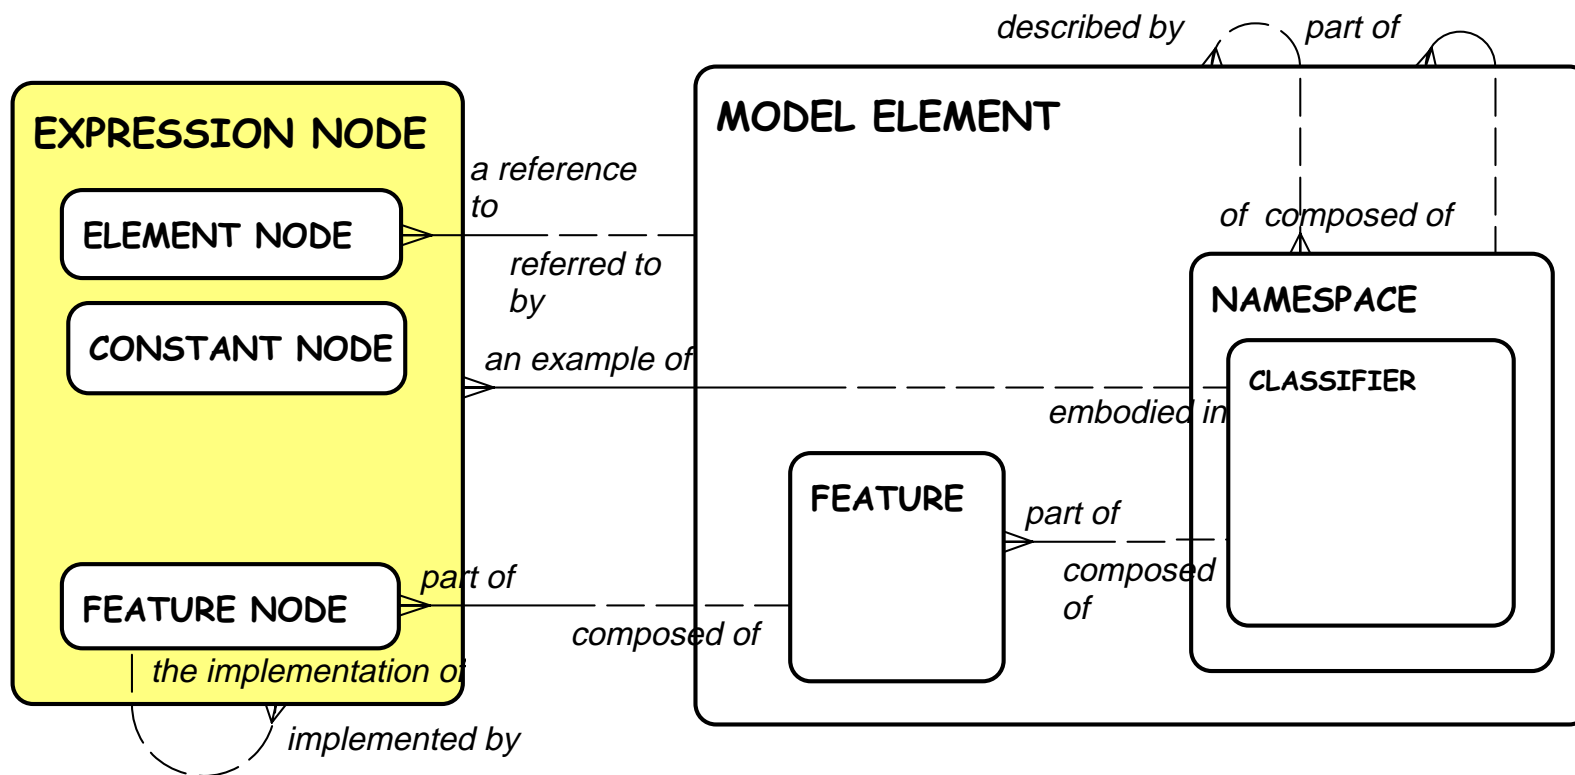 described by
part of
EXPRESSION NODE
MODEL ELEMENT
a reference
to
ELEMENT NODE
of composed of
referred to
by
NAMESPACE
CONSTANT NODE
an example of
CLASSIFIER
embodied in
FEATURE
part of
part of
composed
of
FEATURE NODE
composed of
the implementation of
implemented by